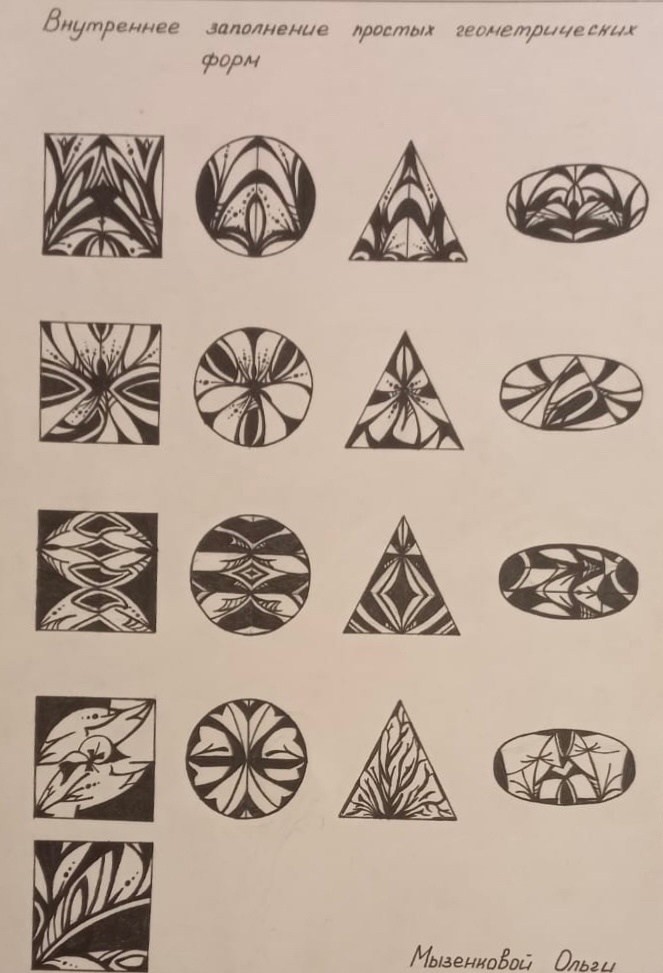 Внутреннее заполнение простых геометрических
форм
Мызенковой Ольги